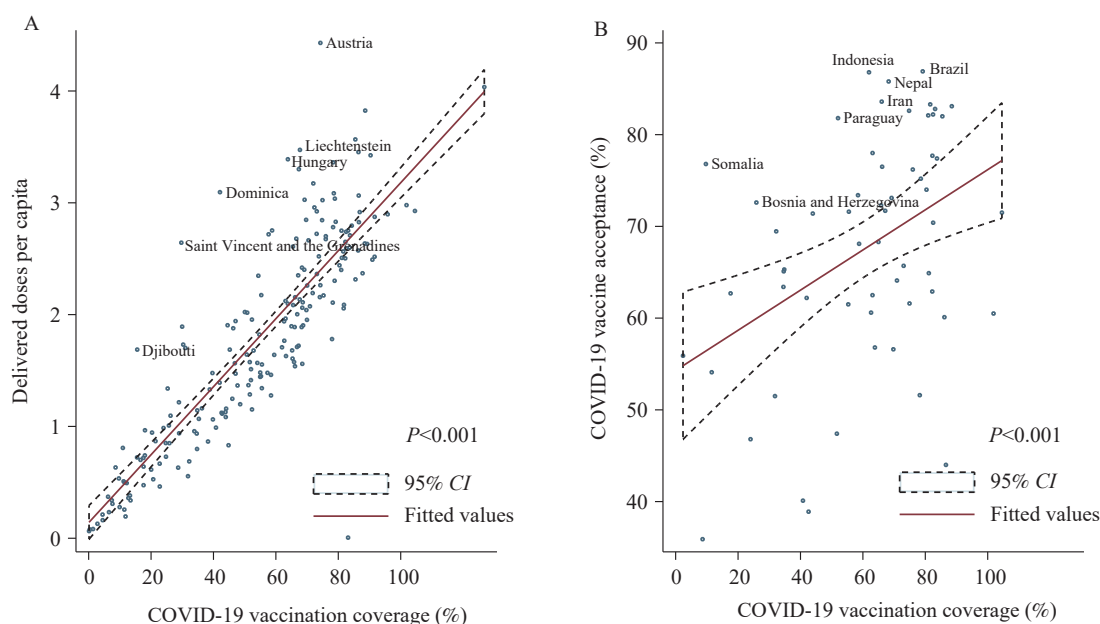 A
Austria
4
Liechtenstein
Hungary
3
Dominica
Saint Vincent and the Grenadines
2
Djibouti
1
P<0.001
95% CI
Fitted values
0
0 20 40 60 80 100
COVID-19 vaccination coverage (%)
Delivered doses per capita
B
90
Indonesia
Brazil
Nepal
Iran
Paraguay
80
Somalia
Bosnia and Herzegovina
70
60
50
P<0.001
95% CI
Fitted values
40
0 20 40 60 80 100
COVID-19 vaccination coverage (%)
COVID-19 vaccine acceptance (%)